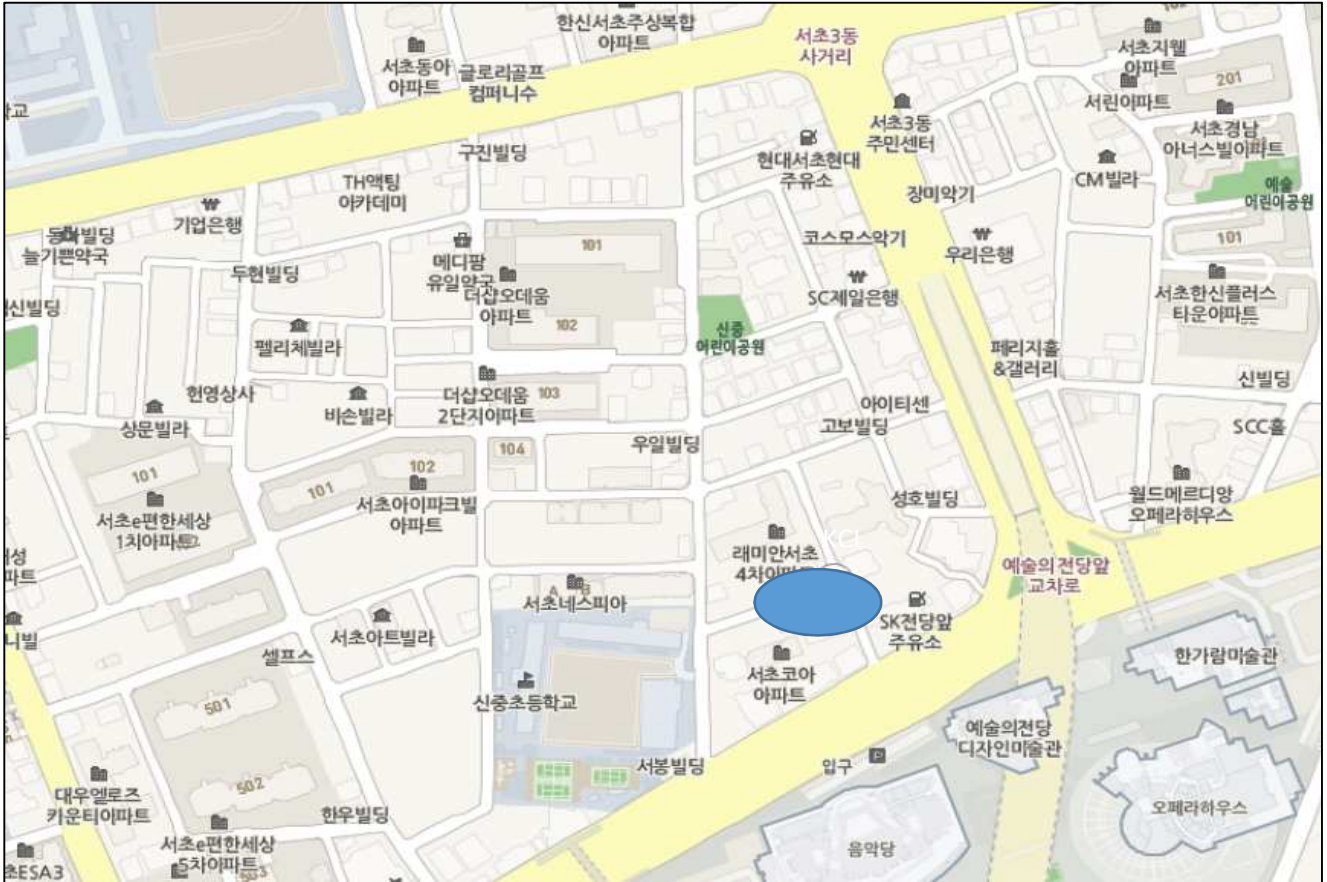 한신서초주상복합
아파트
서초3동
사거리
서초지웰
아파트
서초동아
아파트
글로리골프
컴퍼니수
201
서린아파트
서초3동
주민센터
서초경남
아너스빌아파트
구진빌딩
현대서초현대
주유소
CM빌라
예술
어린이공원
TH액팅
아카데미
장미악기
기업은행
늘기쁜약국
101
코스모스악기
우리은행
101
두현빌딩
메디팜
유일약국
더샵오데움
아파트
SC제일은행
서초한신플러스
타운아파트
102
신중
어린이공원
펠리체빌라
페리지홀
&갤러리
신빌딩
현영상사
비손빌라
더샵오데움
2단지아파트
103
아이티센
고보빌딩
상문빌라
104
우일빌딩
SCC홀
101
101
102
서초아이파크빌
아파트
성호빌딩
월드메르디앙
오페라하우스
서초e편한세상
1차아파트
래미안서초
4차아파트
KCL
예술의전당앞
교차로
A B
서초네스피아
서초아트빌라
SK전당앞
주유소
셀프스
서초코아
아파트
한가람미술관
501
신중초등학교
예술의전당
디자인미술관
서봉빌딩
입구
502
대우엘로즈
카운티아파트
한우빌딩
오페라하우스
서초e편한세상
5차아파트
503
음악당
초ESA3